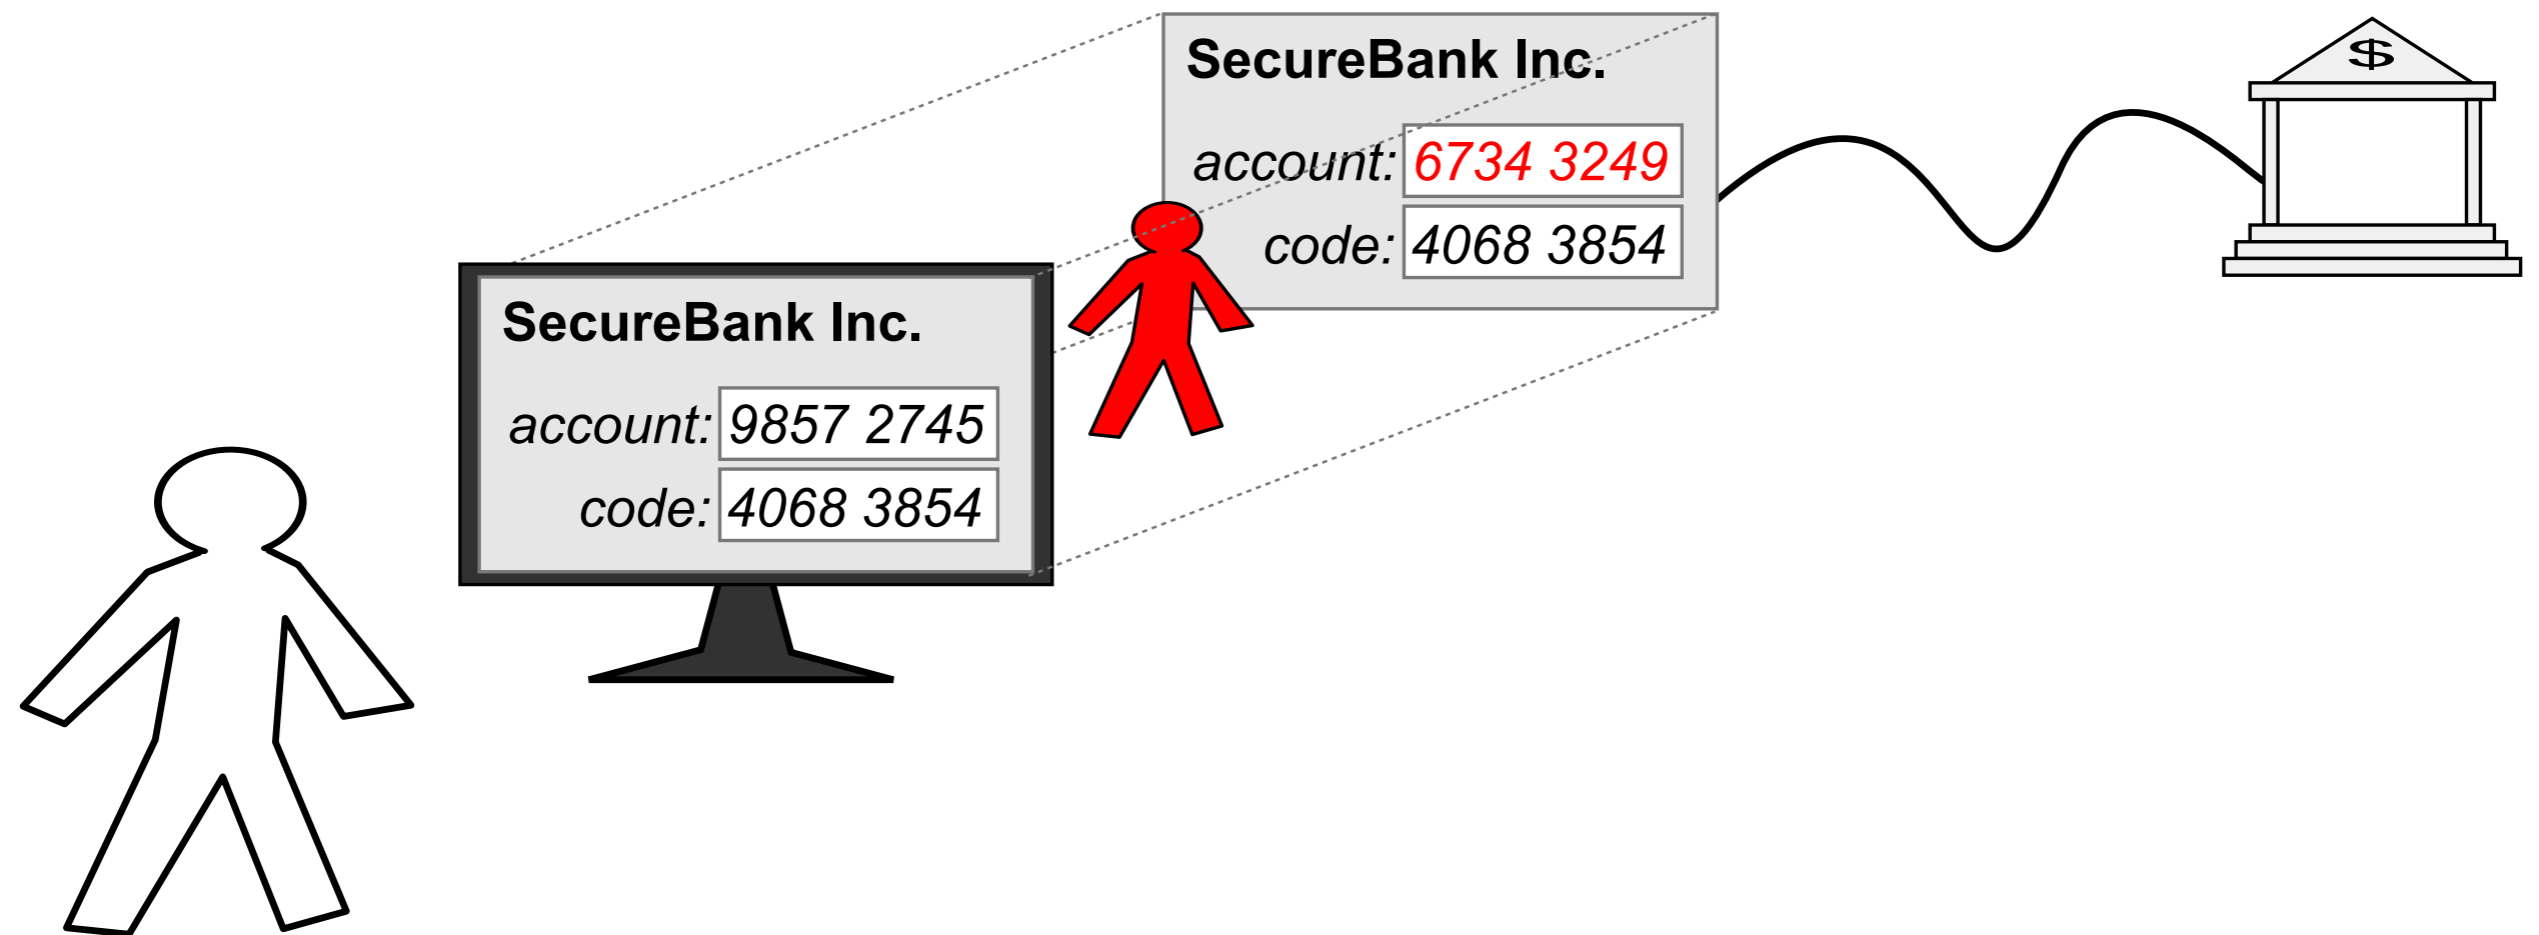 SecureBank Inc.
account: 9857 2745
code: 4068 3854
SecureBank Inc.
account: 6734 3249
code: 4068 3854
$